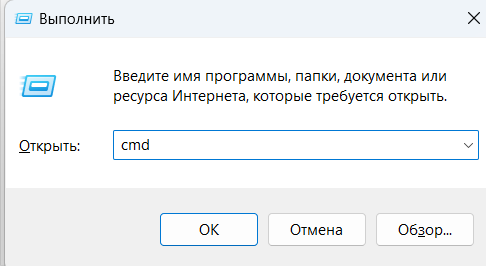 Выполнить
Введите имя программы, папки, документа или
ресурса Интернета, которые требуется открыть.
Открыть: cmd
OK Отмена Обзор...